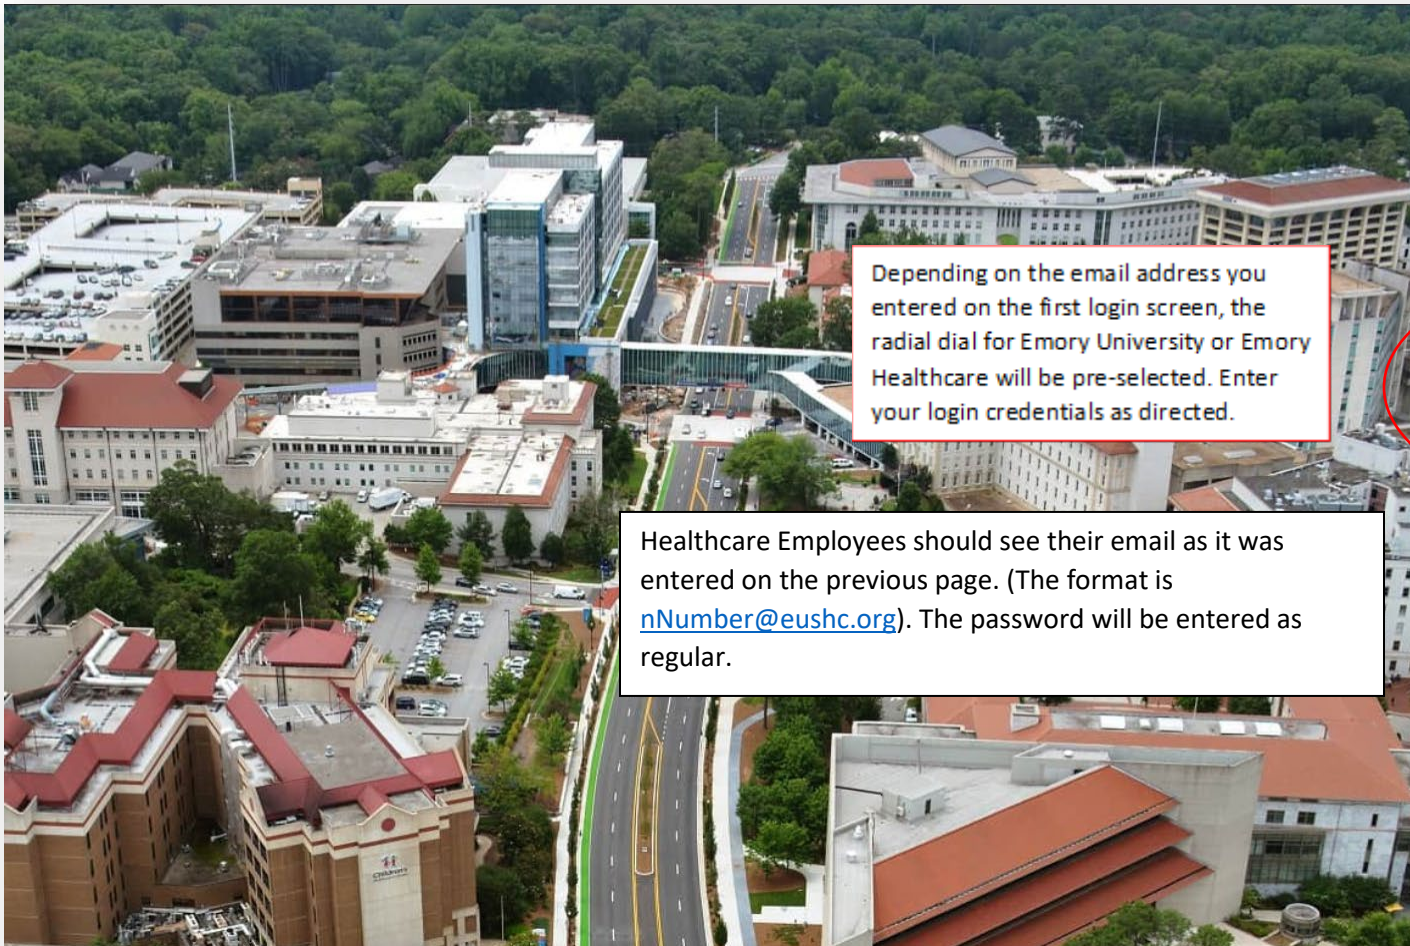 Depending on the email address you
entered on the first login screen, the
radial dial for Emory University or Emory
Healthcare will be pre-selected. Enter
your login credentials as directed.
Healthcare Employees should see their email as it was
entered on the previous page. (The format is
nNumber@eushc.org). The password will be entered as
regular.
Children's